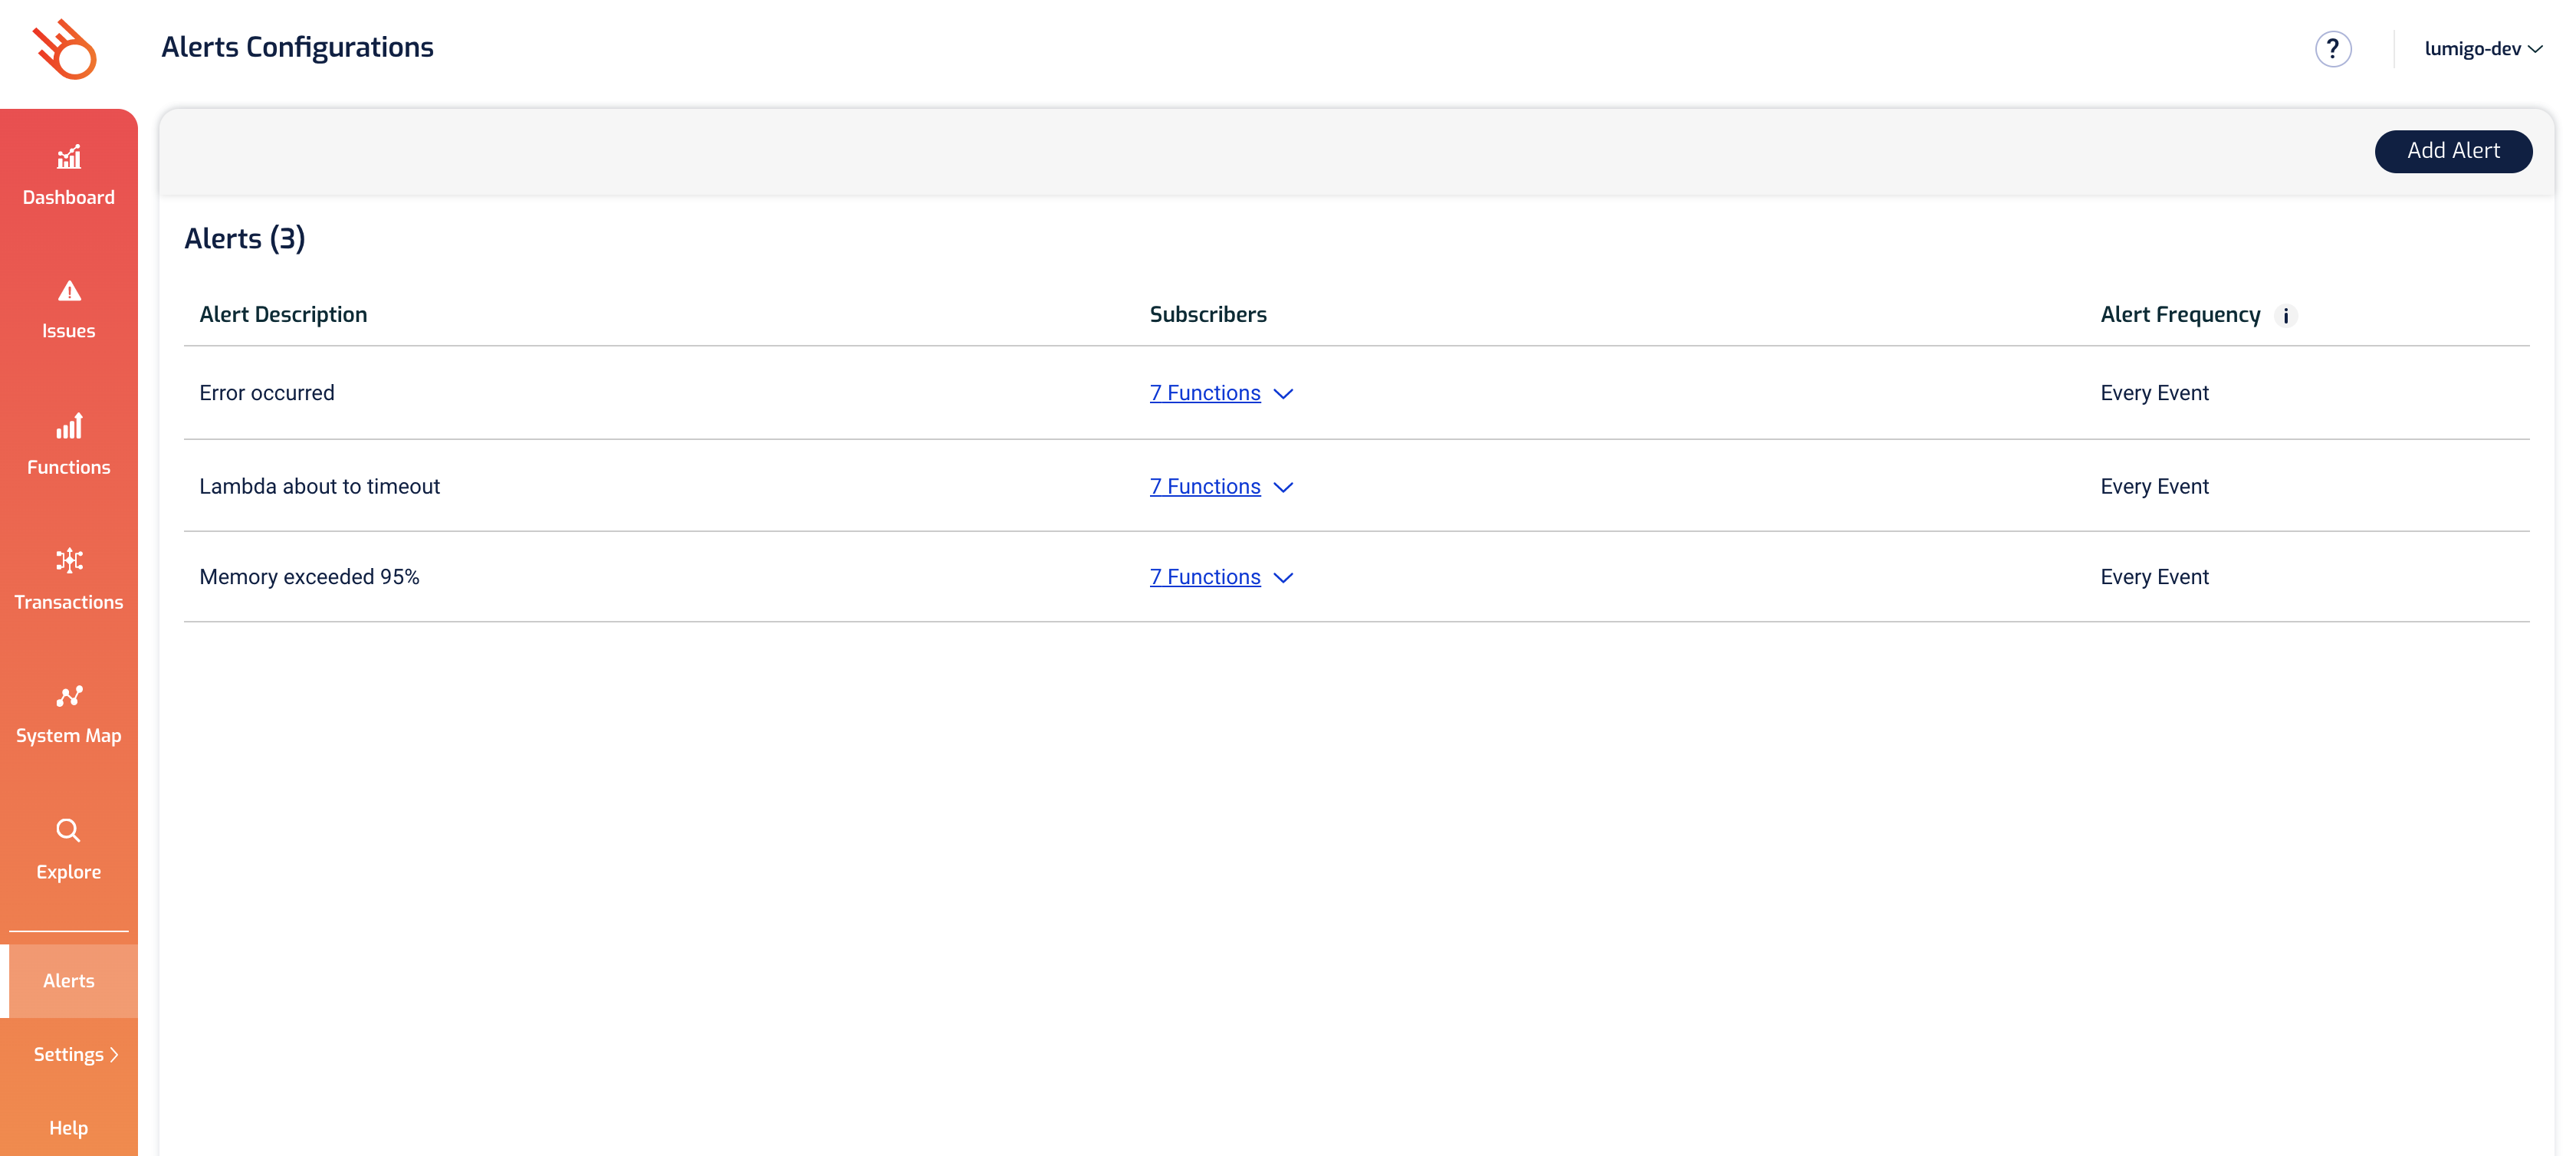 Alerts Configurations
?
lumigo-dev
Dashboard
Issues
Functions
Transactions
System Map
Explore
Alerts
Settings
Help
Add Alert
Alerts (3)
Alert Description Subscribers Alert Frequency i
Error occurred 7 Functions Every Event
Lambda about to timeout 7 Functions Every Event
Memory exceeded 95% 7 Functions Every Event